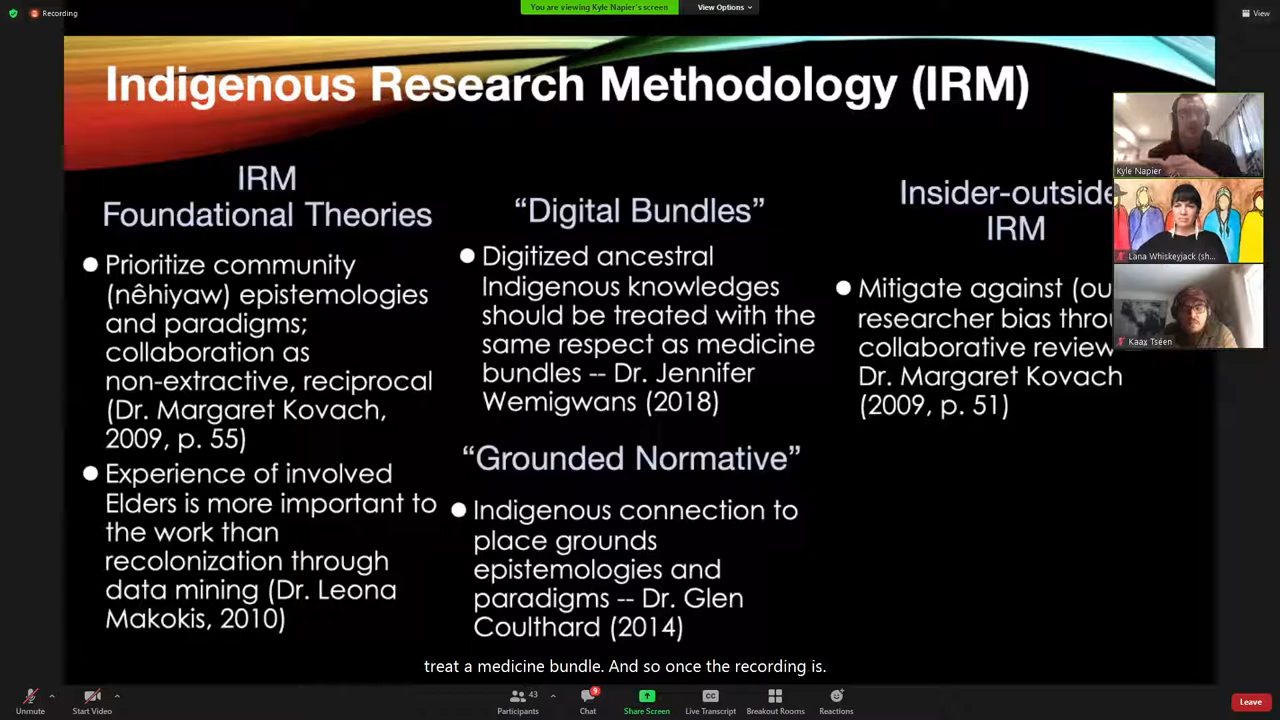 Recording
You are viewing Kyle Napier's screen
View Options
View
Indigenous Research Methodology (IRM)
IRM
Foundational Theories
Prioritize community
(nêhiyaw) epistemologies
and paradigms;
collaboration as
non-extractive, reciprocal
(Dr. Margaret Kovach,
2009, p. 55)
Experience of involved
Elders is more important to
the work than
recolonization through
data mining (Dr. Leona
Makokis, 2010)
"Digital Bundles"
Digitized ancestral
Indigenous knowledges
should be treated with the
same respect as medicine
bundles -- Dr. Jennifer
Wemigwans (2018)
"Grounded Normative"
Indigenous connection to
place grounds
epistemologies and
paradigms -- Dr. Glen
Coulthard (2014)
Insider-outside
IRM
Mitigate against (ou
researcher bias throu
collaborative review
Dr. Margaret Kovach
(2009, p. 51)
Kyle Napier
Lana Whiskeyjack (sh...
Kaax Tséen
treat a medicine bundle. And so once the recording is.
Unmute
Start Video
Participants
43
Chat
9
Share Screen
CC
Live Transcript
Breakout Rooms
Reactions
Leave